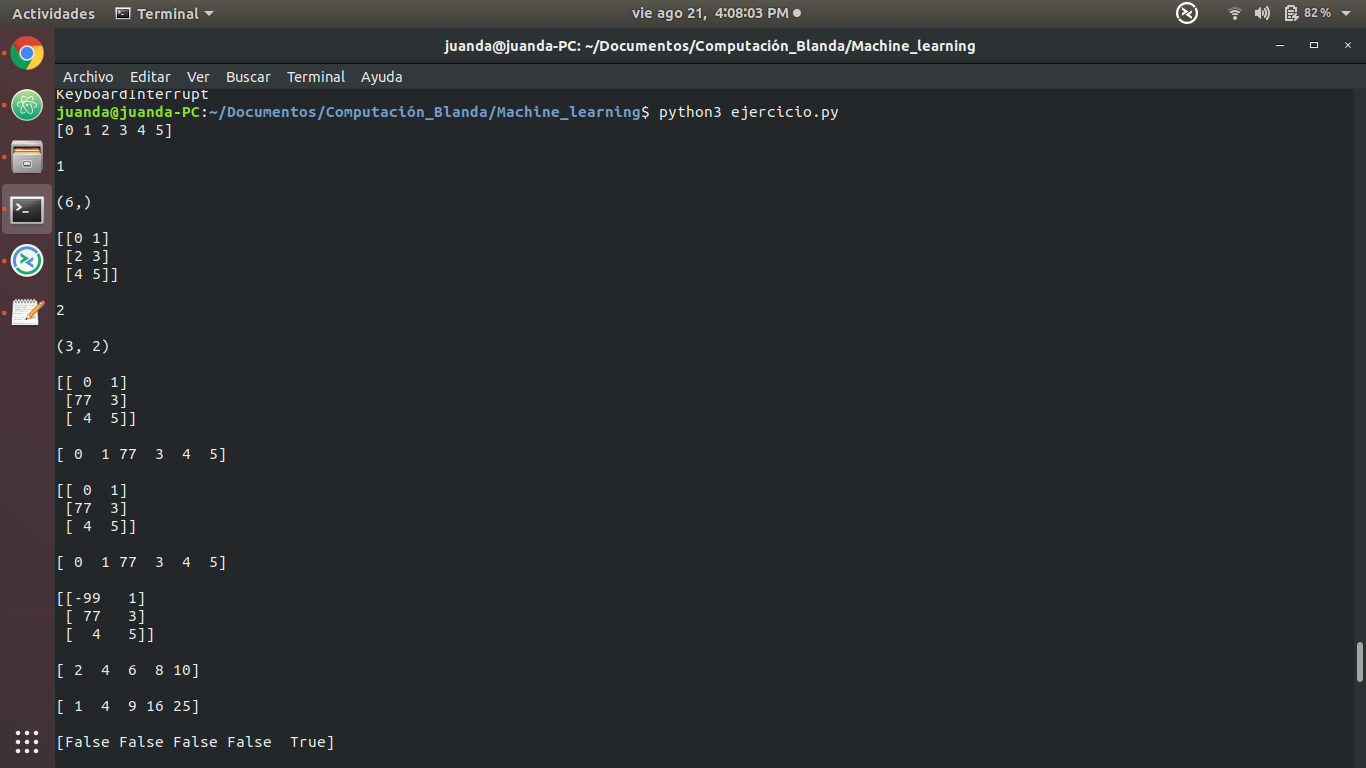 Actividades Terminal vie ago 21, 4:08:03 PM 82 %
juanda@juanda-PC: ~/Documentos/Computación_Blanda/Machine_learning
Archivo Editar Ver Buscar Terminal Ayuda
KeyboardInterrupt
juanda@juanda-PC:~/Documentos/Computación_Blanda/Machine_learning$ python3 ejercicio.py
[0 1 2 3 4 5]
1
(6,)
[[0 1]
 [2 3]
 [4 5]]
2
(3, 2)
[[ 0  1]
 [77  3]
 [ 4  5]]
[ 0  1 77  3  4  5]
[[ 0  1]
 [77  3]
 [ 4  5]]
[ 0  1 77  3  4  5]
[[-99   1]
 [ 77   3]
 [  4   5]]
[ 2  4  6  8 10]
[ 1  4  9 16 25]
[False False False False  True]